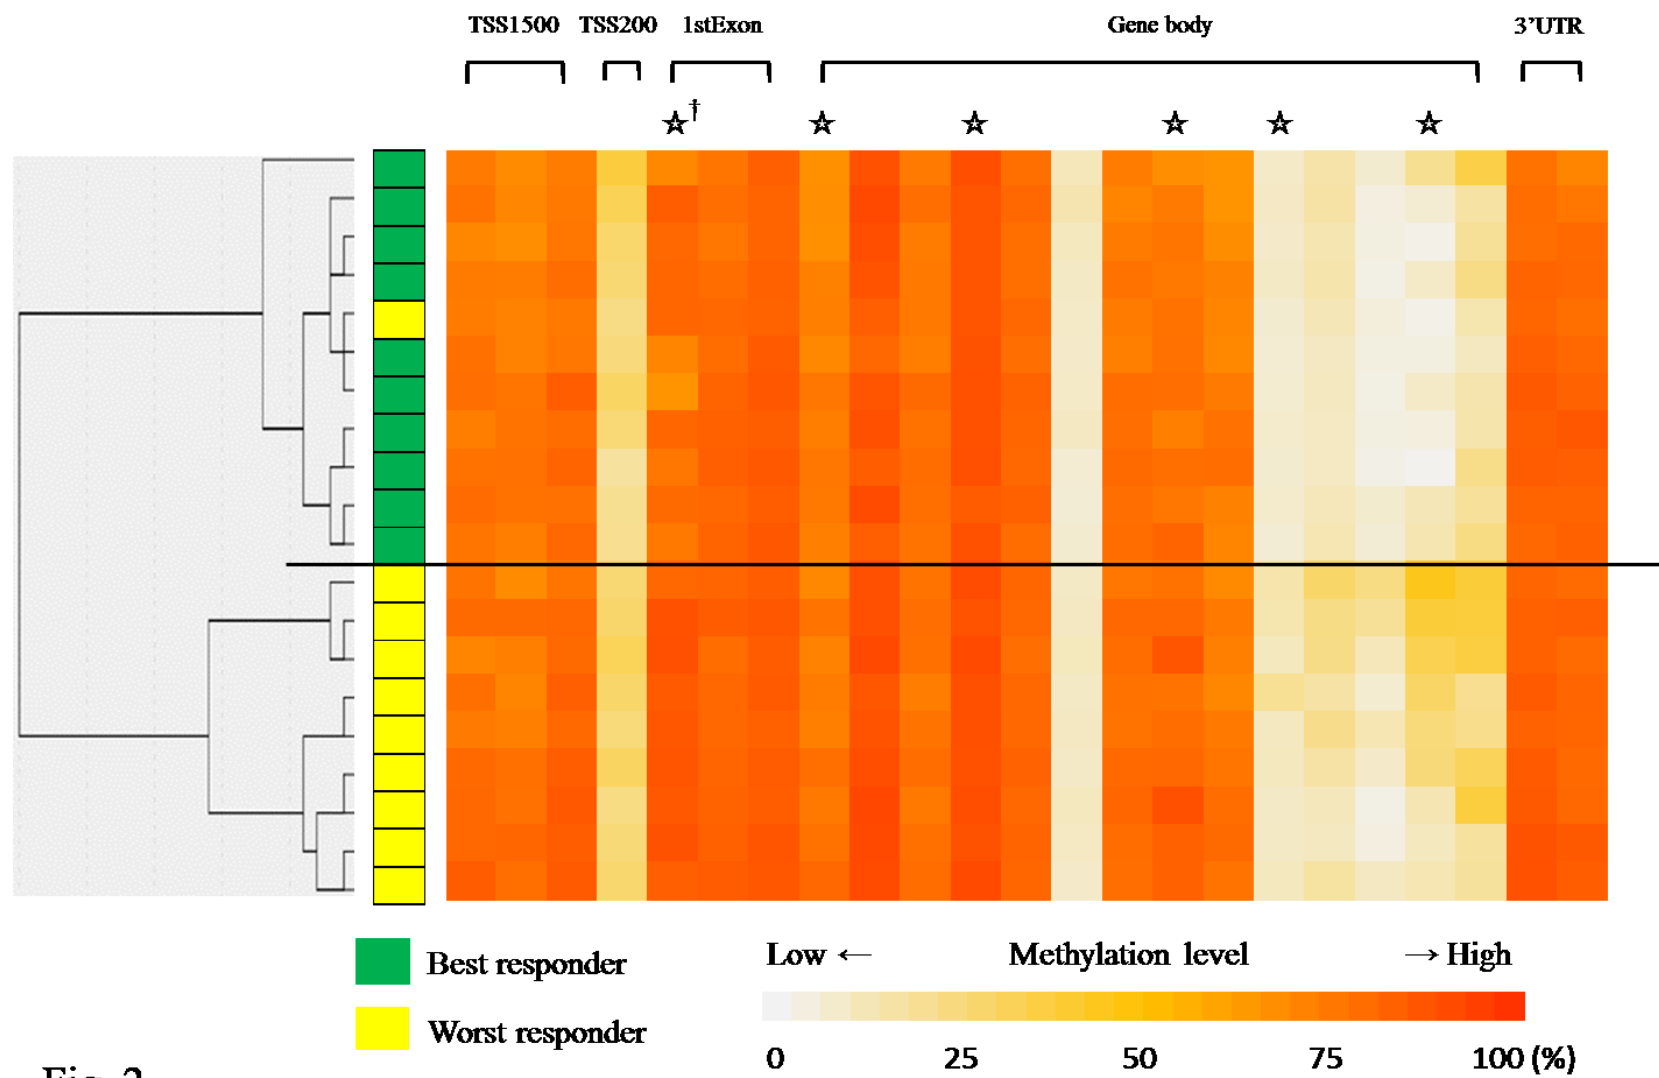 TSS1500 TSS200 1stExon Gene body 3’UTR
☆† ☆ ☆ ☆ ☆ ☆
Best responder
Worst responder
Low ← Methylation level → High
0 25 50 75 100 (%)